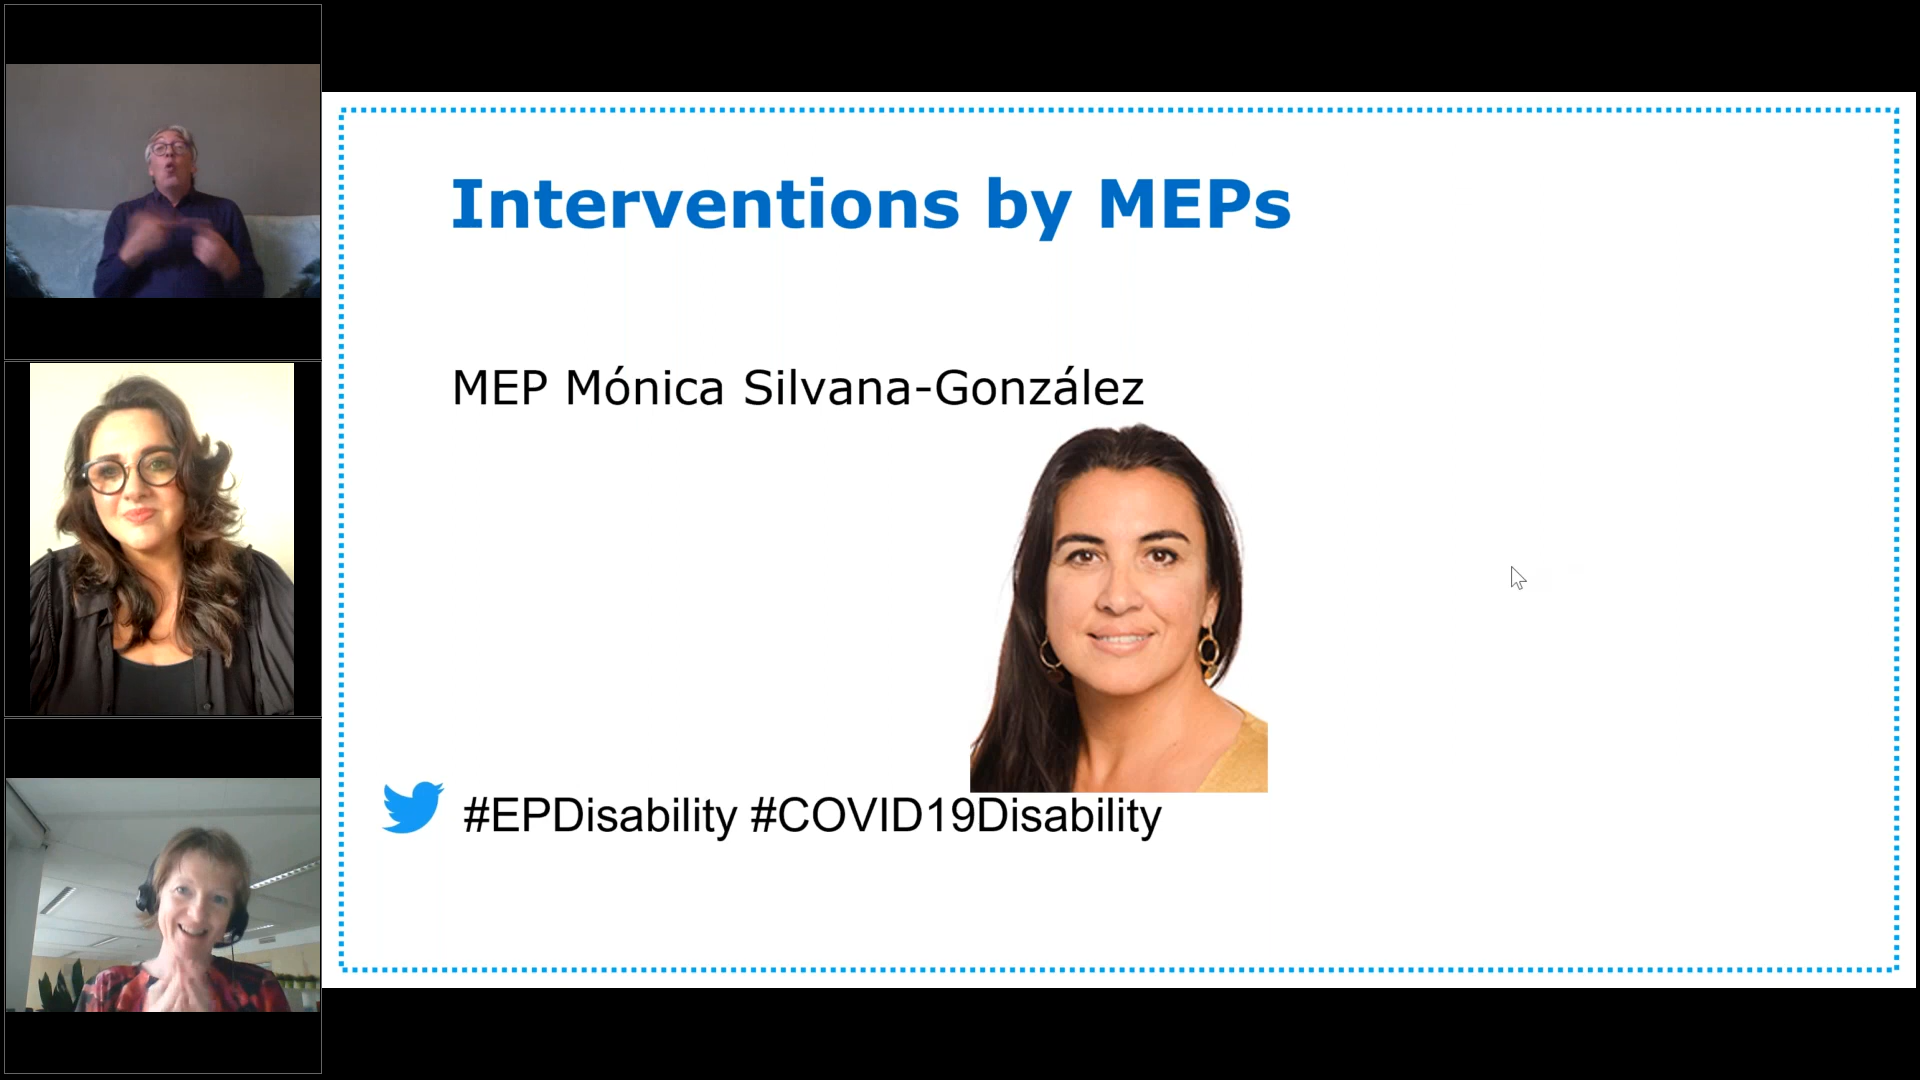 Interventions by MEPs
MEP Mónica Silvana-González
#EPDisability #COVID19Disability